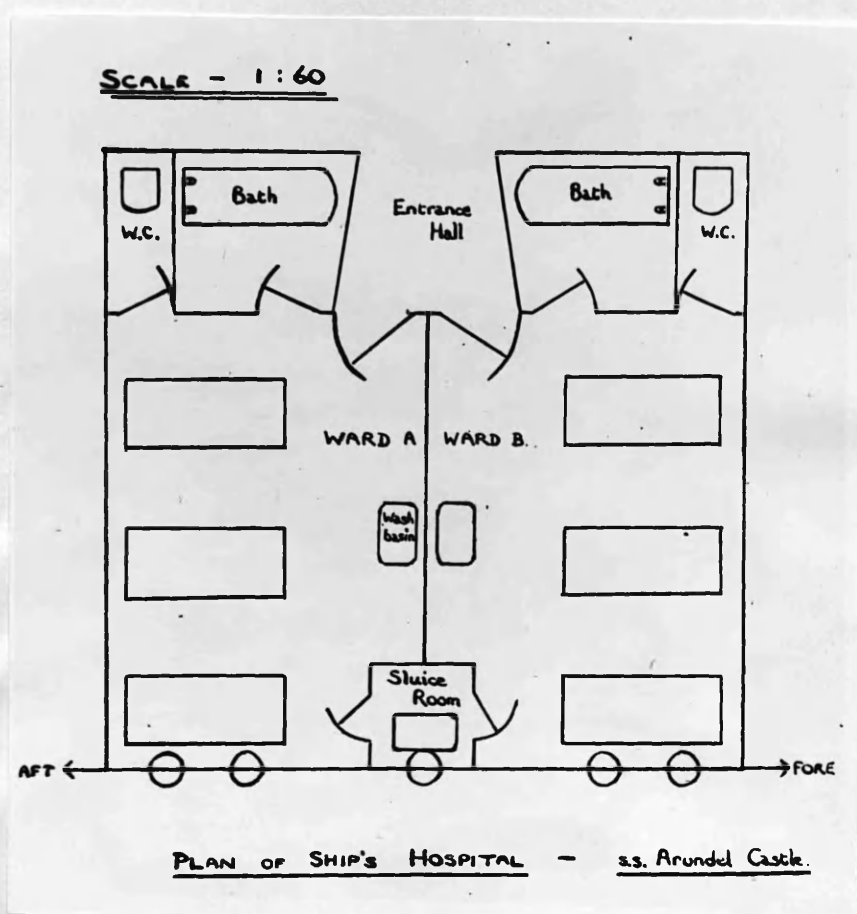 SCALE - 1:60
Bath
Entrance
Hall
Bath
W.C.
W.C.
WARD A
WARD B.
Wash
basin
Sluice
Room
AFT
FORE
PLAN OF SHIP'S HOSPITAL - s.s. Arundel Castle.